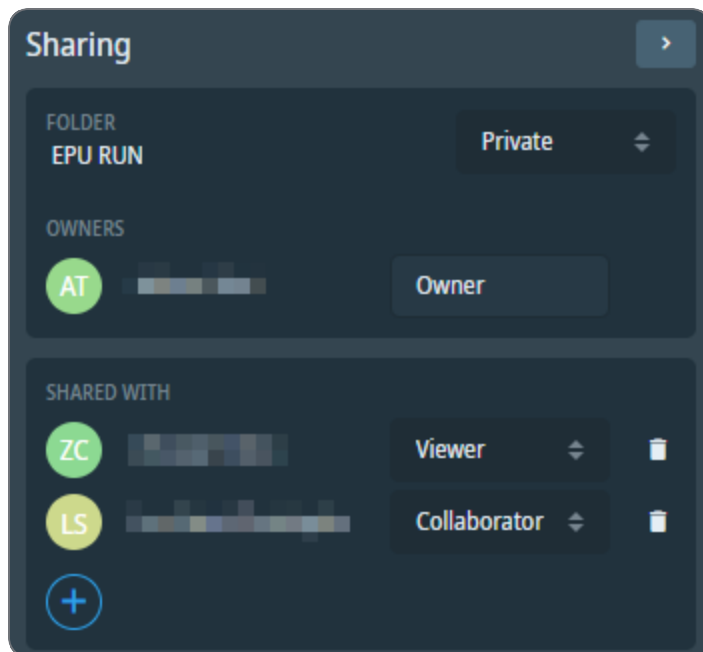 Sharing
FOLDER
EPU RUN
Private
OWNERS
AT
Owner
SHARED WITH
ZC
Viewer
LS
Collaborator